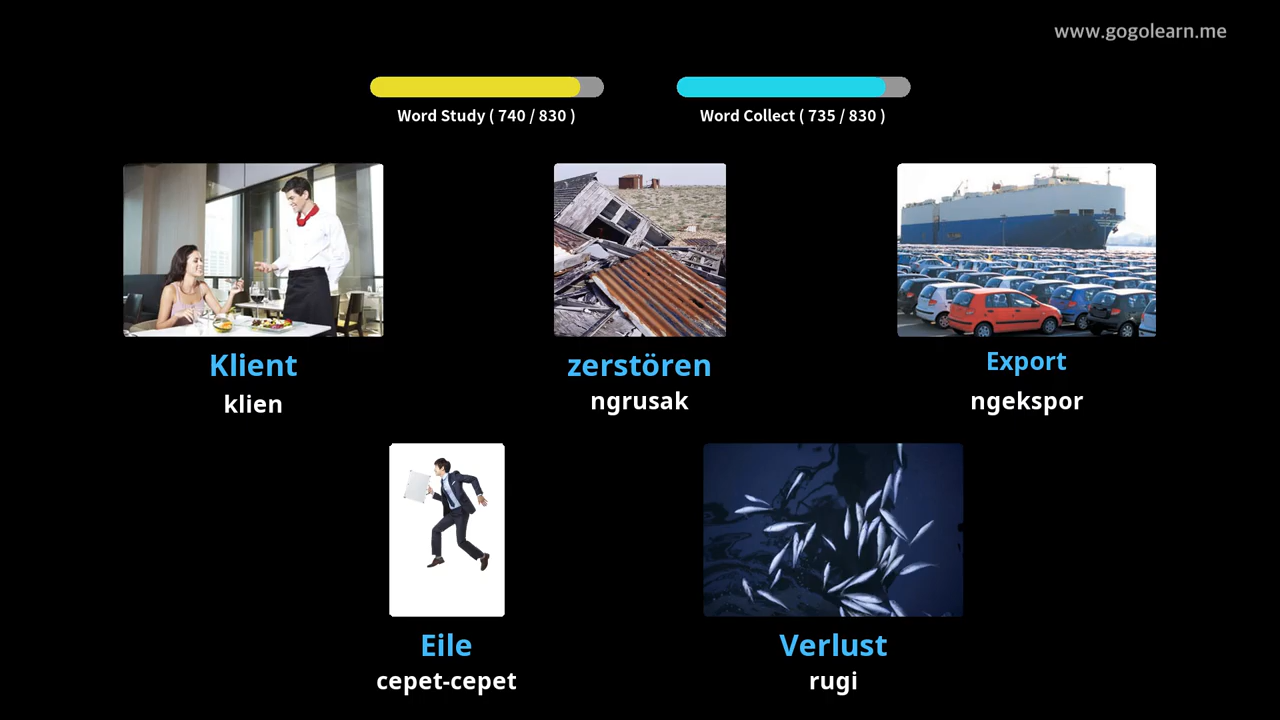 www.gogolearn.me
Word Study ( 740 / 830 )
Word Collect ( 735 / 830 )
Klient
klien
zerstören
ngrusak
Export
ngekspor
Eile
cepet-cepet
Verlust
rugi